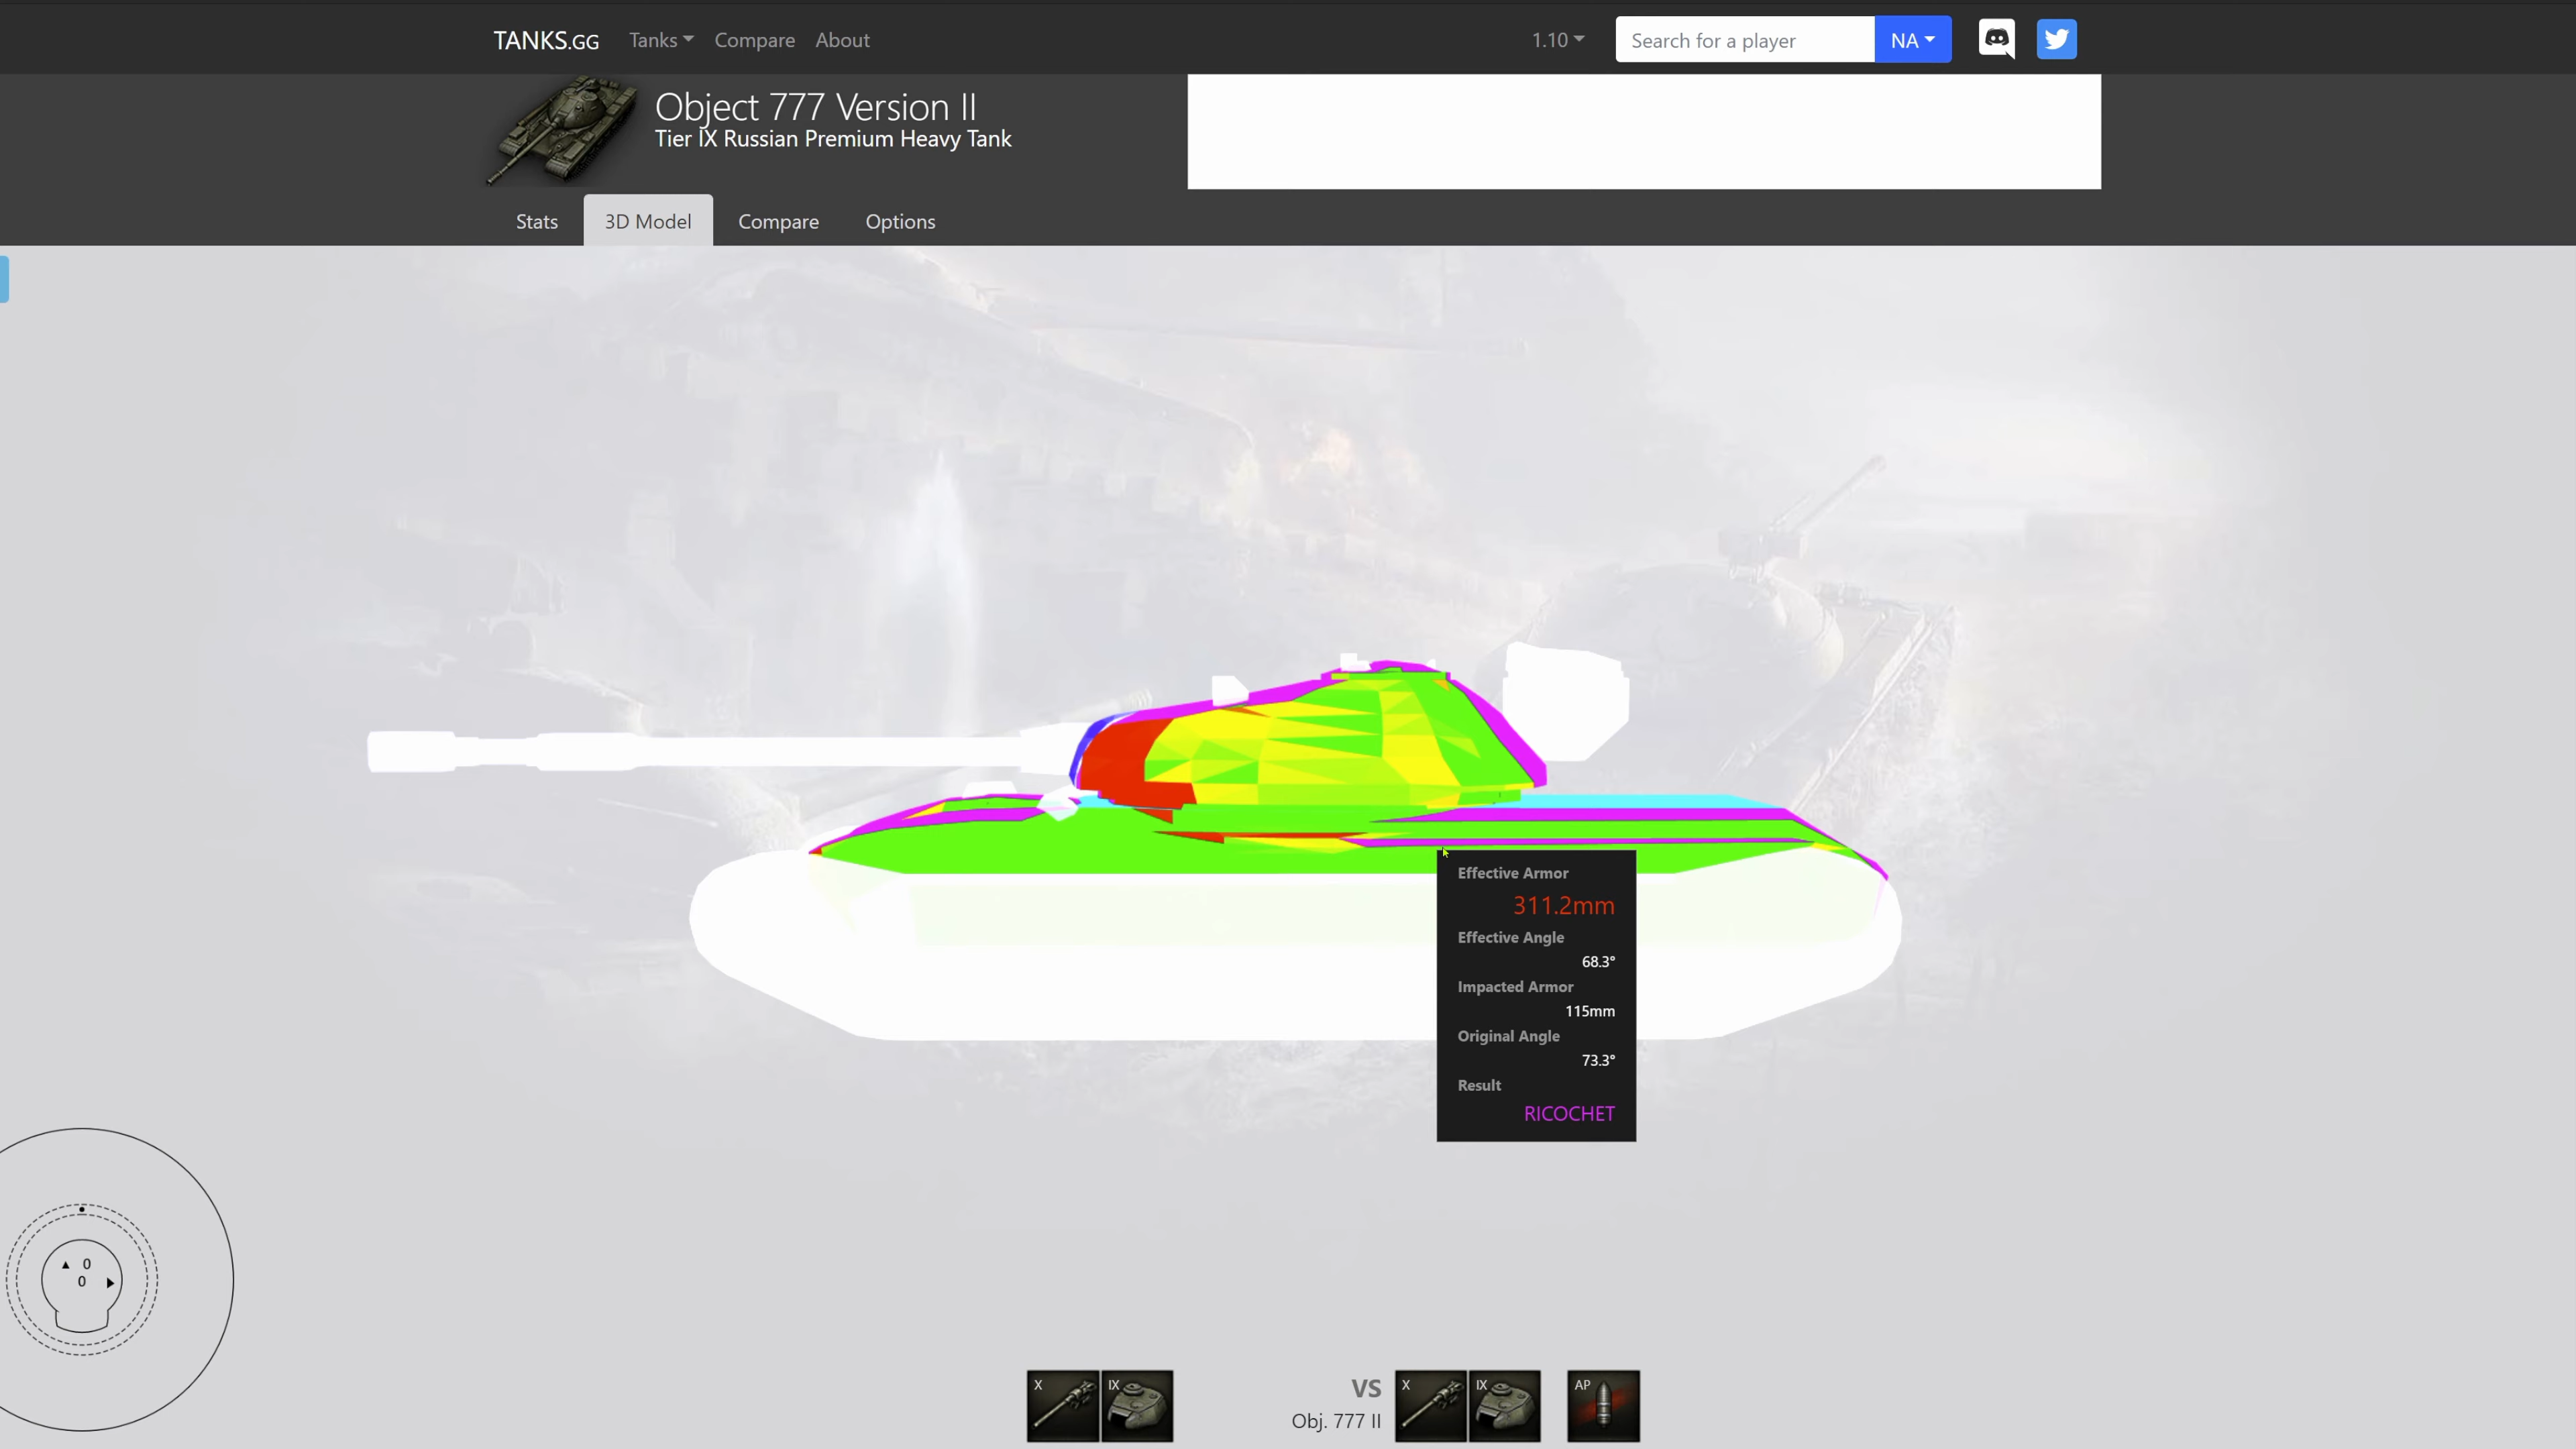 TANKS.GG Tanks Compare About 1.10 Search for a player NA
Object 777 Version II
Tier IX Russian Premium Heavy Tank
Stats 3D Model Compare Options
Effective Armor
311.2mm
Effective Angle
68.3°
Impacted Armor
115mm
Original Angle
73.3°
Result
RICOCHET
0
0
X IX VS X IX AP
Obj. 777 II